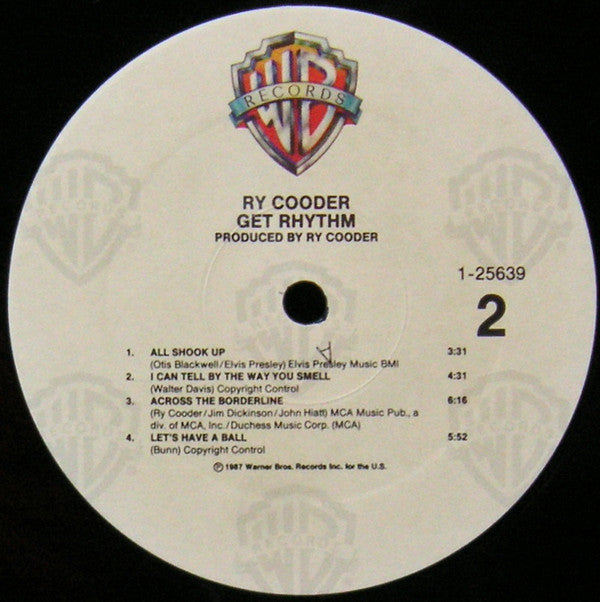 WB
RECORDS
RY COODER
GET RHYTHM
PRODUCED BY RY COODER
1-25639
2
1. ALL SHOOK UP 3:31
(Otis Blackwell/Elvis Presley) Elvis Presley Music BMI
2. I CAN TELL BY THE WAY YOU SMELL 4:31
(Walter Davis) Copyright Control
3. ACROSS THE BORDERLINE 6:16
(Ry Cooder/Jim Dickinson/John Hiatt) MCA Music Pub., a
div. of MCA, Inc./Duchess Music Corp. (MCA)
4. LET'S HAVE A BALL 5:52
(Bunn) Copyright Control
℗ 1987 Warner Bros. Records Inc. for the U.S.